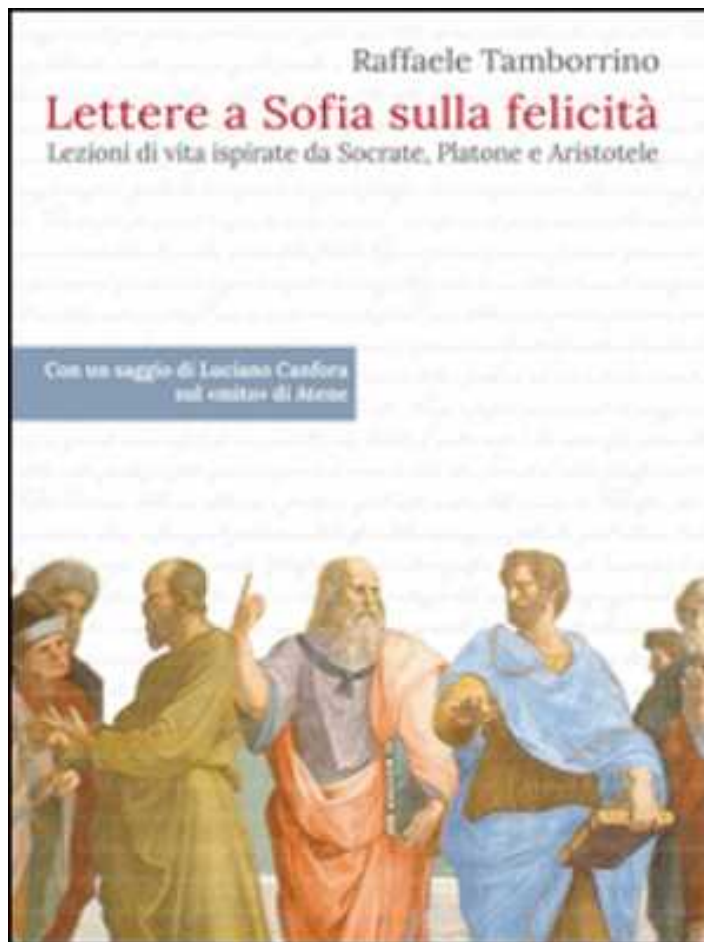 Raffaele Tamborrino
Lettere a Sofia sulla felicità
Lezioni di vita ispirate da Socrate, Platone e Aristotele
Con un saggio di Luciano Canfora
sul «mito» di Atene